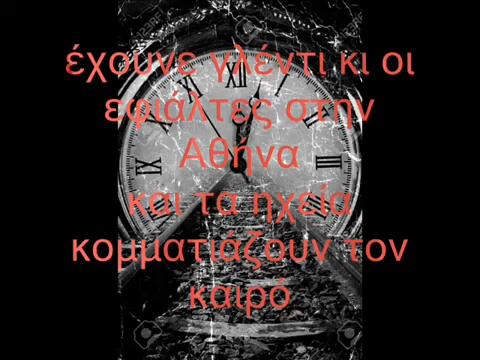 έχουνε γλέντι κι οι
εφιάλτες στην
Αθήνα
και τα ηχεία
κομματιάζουν τον
καιρό